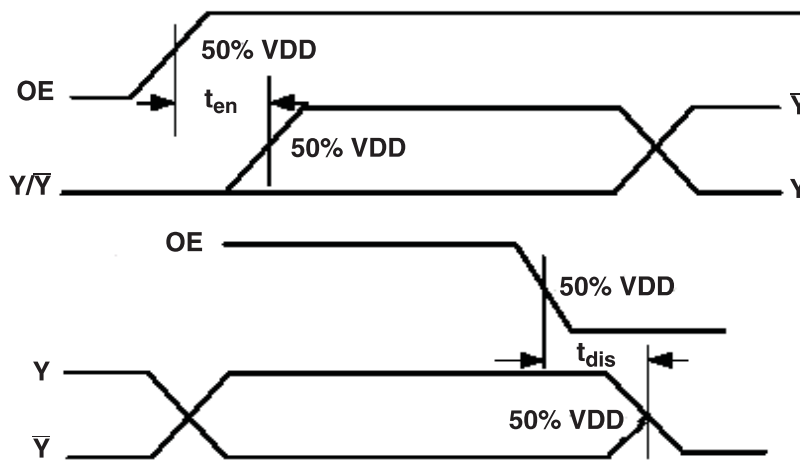 50% VDD
OE
t_en
Y̅
50% VDD
Y/Y̅
Y
OE
50% VDD
t_dis
Y
50% VDD
Y̅